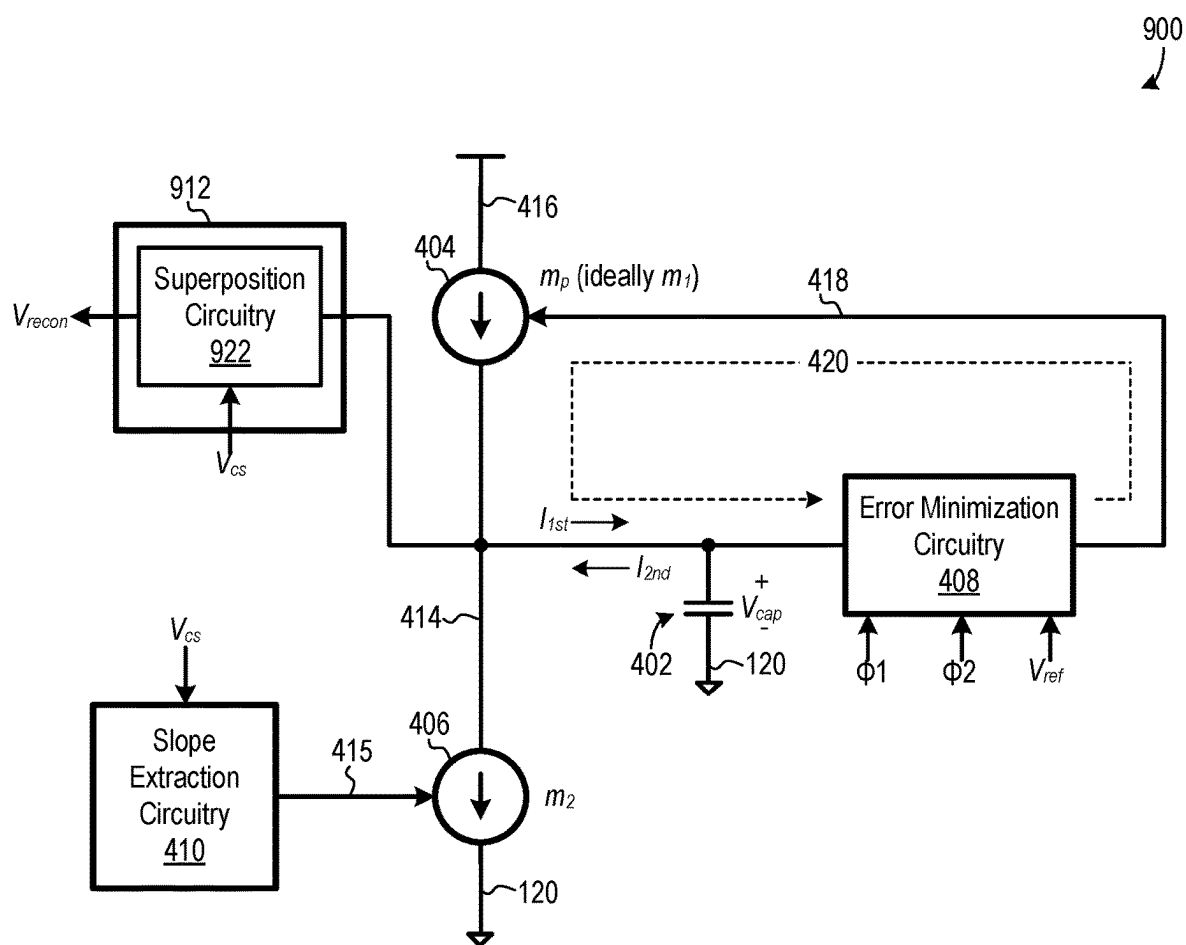 900
912
416
404
Superposition
Circuitry
922
m_p (ideally m_1)
418
V_recon
420
V_cs
I_1st
Error Minimization
Circuitry
408
I_2nd
+
V_cap
-
414
402
120
Φ1
Φ2
V_ref
V_cs
406
Slope
Extraction
Circuitry
410
415
m_2
120